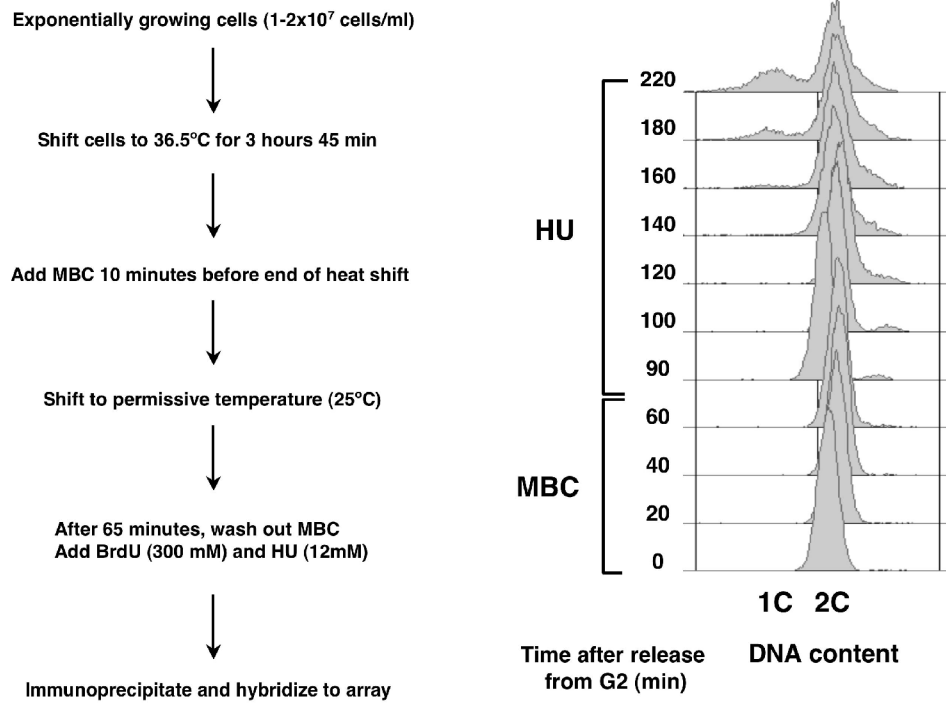 Exponentially growing cells (1-2x10⁷ cells/ml)
Shift cells to 36.5ºC for 3 hours 45 min
Add MBC 10 minutes before end of heat shift
Shift to permissive temperature (25ºC)
After 65 minutes, wash out MBC
Add BrdU (300 mM) and HU (12mM)
Immunoprecipitate and hybridize to array
HU
MBC
220
180
160
140
120
100
90
60
40
20
0
1C 2C
Time after release
from G2 (min)
DNA content